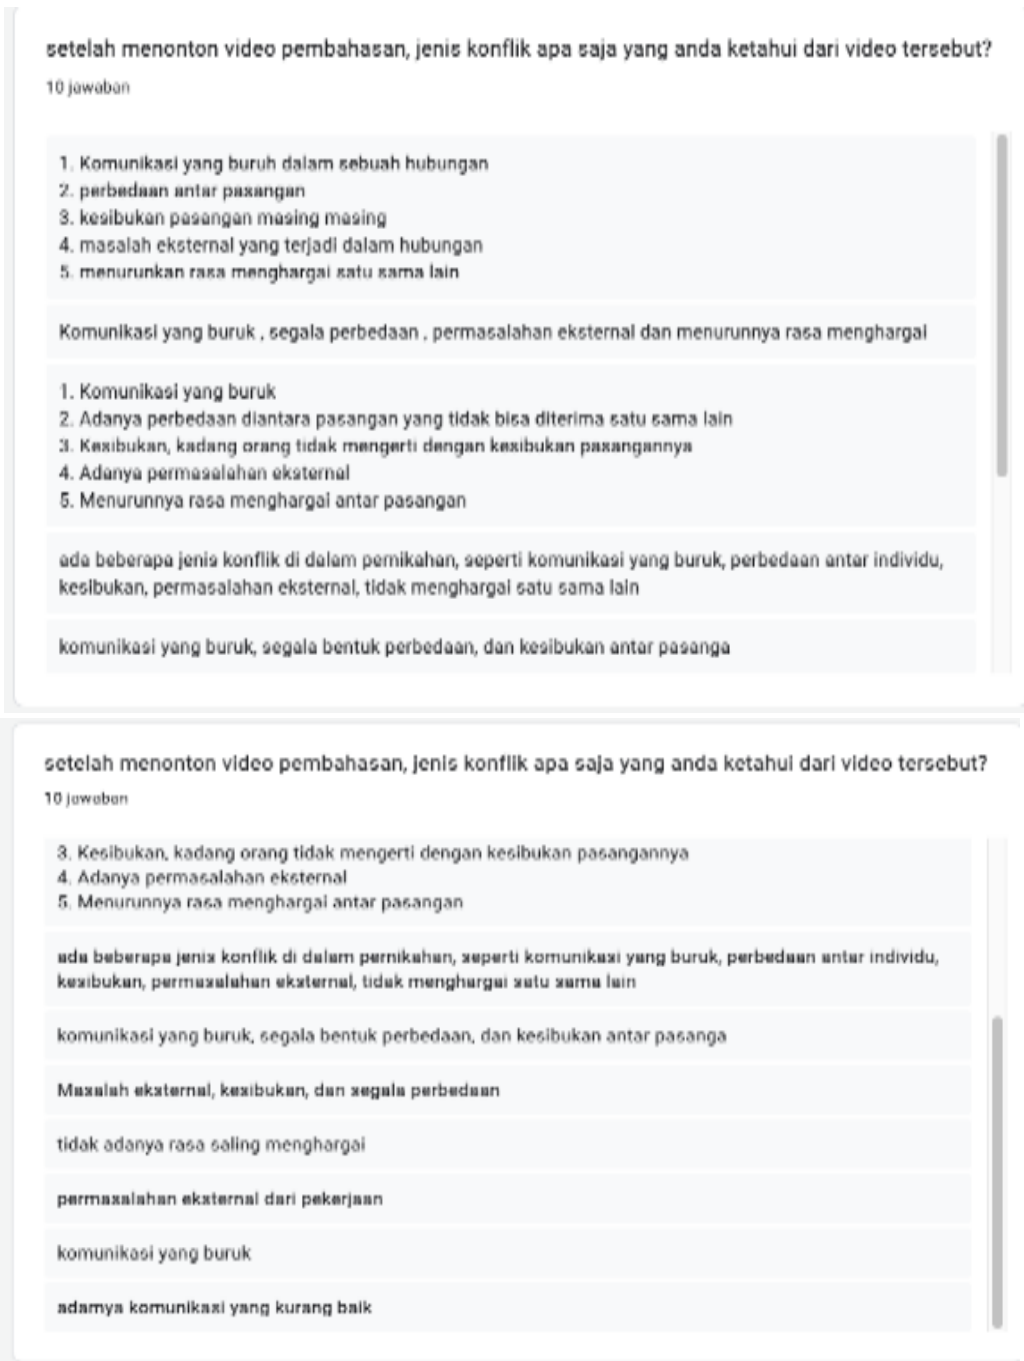 setelah menonton video pembahasan, jenis konflik apa saja yang anda ketahui dari video tersebut?
10 jawaban
1. Komunikasi yang buruh dalam sebuah hubungan
2. perbedaan antar pasangan
3. kesibukan pasangan masing masing
4. masalah eksternal yang terjadi dalam hubungan
5. menurunkan rasa menghargai satu sama lain
Komunikasi yang buruk , segala perbedaan , permasalahan eksternal dan menurunnya rasa menghargai
1. Komunikasi yang buruk
2. Adanya perbedaan diantara pasangan yang tidak bisa diterima satu sama lain
3. Kesibukan, kadang orang tidak mengerti dengan kesibukan pasangannya
4. Adanya permasalahan eksternal
5. Menurunnya rasa menghargai antar pasangan
ada beberapa jenis konflik di dalam pernikahan, seperti komunikasi yang buruk, perbedaan antar individu,
kesibukan, permasalahan eksternal, tidak menghargai satu sama lain
komunikasi yang buruk, segala bentuk perbedaan, dan kesibukan antar pasanga
setelah menonton video pembahasan, jenis konflik apa saja yang anda ketahui dari video tersebut?
10 jawaban
3. Kesibukan, kadang orang tidak mengerti dengan kesibukan pasangannya
4. Adanya permasalahan eksternal
5. Menurunnya rasa menghargai antar pasangan
ada beberapa jenis konflik di dalam pernikahan, seperti komunikasi yang buruk, perbedaan antar individu,
kesibukan, permasalahan eksternal, tidak menghargai satu sama lain
komunikasi yang buruk, segala bentuk perbedaan, dan kesibukan antar pasanga
Masalah eksternal, kesibukan, dan segala perbedaan
tidak adanya rasa saling menghargai
permasalahan eksternal dari pekerjaan
komunikasi yang buruk
adamya komunikasi yang kurang baik